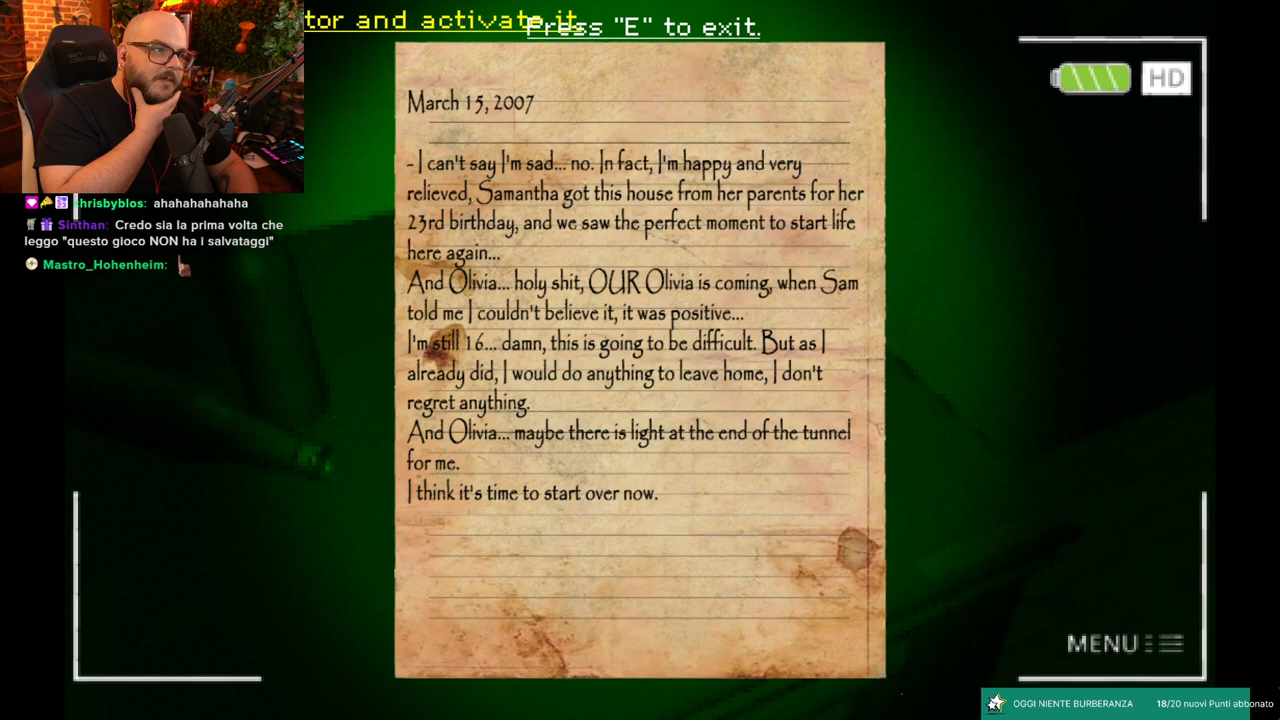 tor and activate it.
Press "E" to exit.
HD
March 15, 2007
- I can't say I'm sad... no. In fact, I'm happy and very
relieved, Samantha got this house from her parents for her
23rd birthday, and we saw the perfect moment to start life
here again...
And Olivia... holy shit, OUR Olivia is coming, when Sam
told me I couldn't believe it, it was positive...
I'm still 16... damn, this is going to be difficult. But as I
already did, I would do anything to leave home, I don't
regret anything.
And Olivia... maybe there is light at the end of the tunnel
for me.
I think it's time to start over now.
chrisbyblos: ahahahahahaha
Sinthan: Credo sia la prima volta che
leggo "questo gioco NON ha i salvataggi"
Mastro_Hohenheim:
MENU
OGGI NIENTE BURBERANZA 18/20 nuovi Punti abbonato